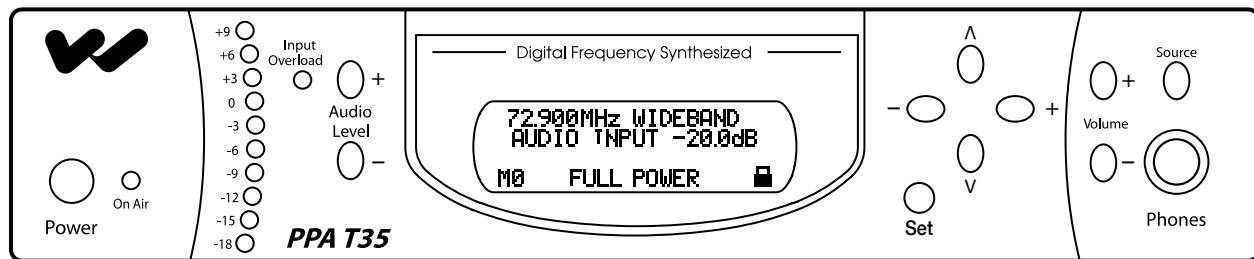 Power
On Air
+9
+6
+3
0
-3
-6
-9
-12
-15
-18
Input
Overload
+
Audio
Level
−
PPA T35
Digital Frequency Synthesized
72.900MHz WIDEBAND
AUDIO INPUT -20.0dB
M0 FULL POWER
∧
− +
∨
Set
+
Volume
−
Source
Phones